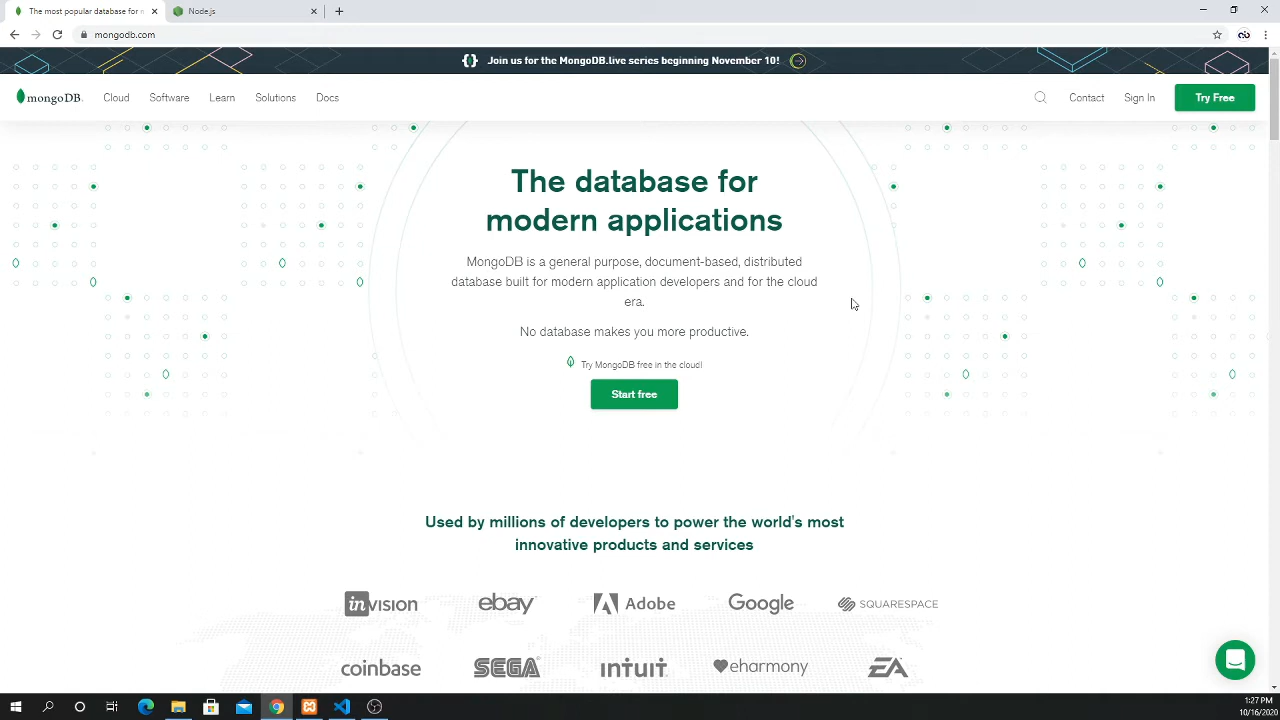 The most popular database for n
Node.js
mongodb.com
Join us for the MongoDB.live series beginning November 10!
mongoDB.
Cloud
Software
Learn
Solutions
Docs
Contact
Sign In
Try Free
The database for
modern applications
MongoDB is a general purpose, document-based, distributed
database built for modern application developers and for the cloud
era.
No database makes you more productive.
Try MongoDB free in the cloud!
Start free
Used by millions of developers to power the world's most
innovative products and services
invision
ebay
Adobe
Google
SQUARESPACE
coinbase
SEGA
intuit
eharmony
EA
1:27 PM
10/16/2020